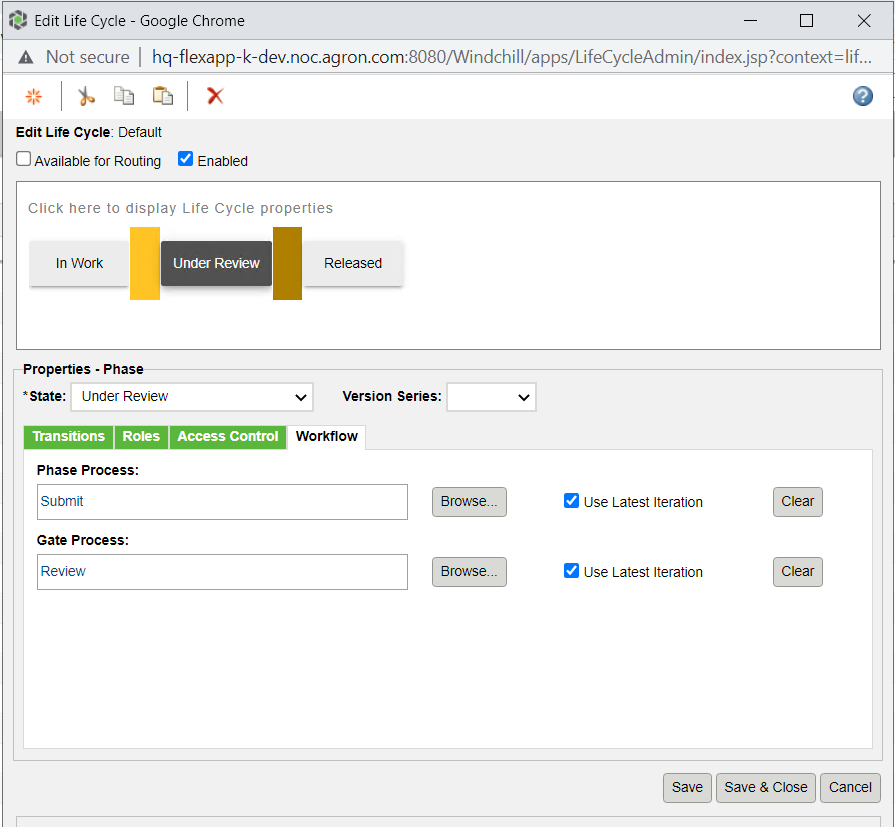 Edit Life Cycle - Google Chrome
Not secure | hq-flexapp-k-dev.noc.agron.com:8080/Windchill/apps/LifeCycleAdmin/index.jsp?context=lif...
Edit Life Cycle: Default
Available for Routing Enabled
Click here to display Life Cycle properties
In Work Under Review Released
Properties - Phase
*State: Under Review Version Series:
Transitions Roles Access Control Workflow
Phase Process:
Submit Browse... Use Latest Iteration Clear
Gate Process:
Review Browse... Use Latest Iteration Clear
Save Save & Close Cancel